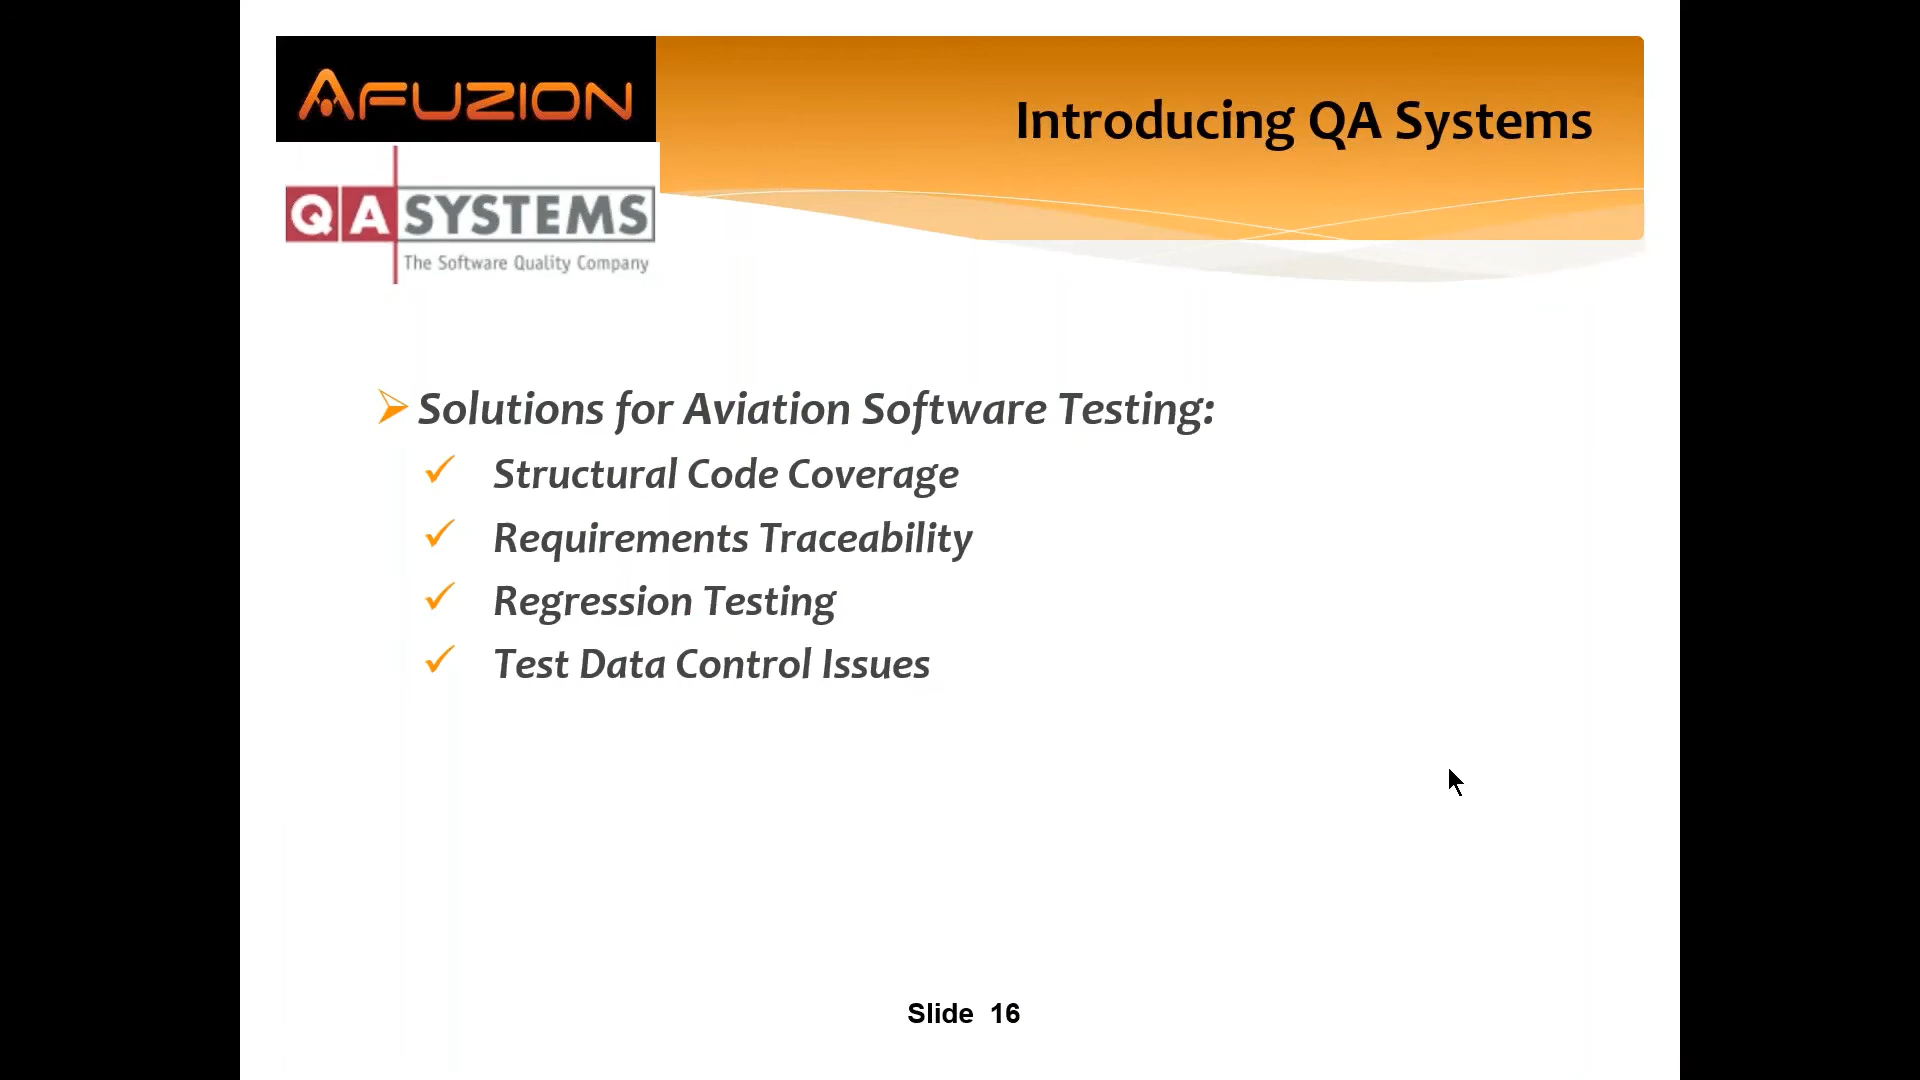 AFUZION
Introducing QA Systems
QA SYSTEMS
The Software Quality Company
Solutions for Aviation Software Testing:
Structural Code Coverage
Requirements Traceability
Regression Testing
Test Data Control Issues
Slide 16